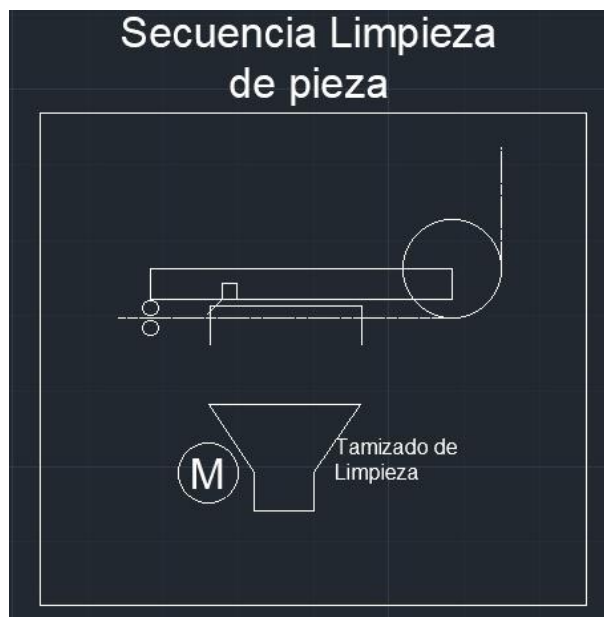 Secuencia Limpieza
de pieza
Tamizado de
Limpieza
M